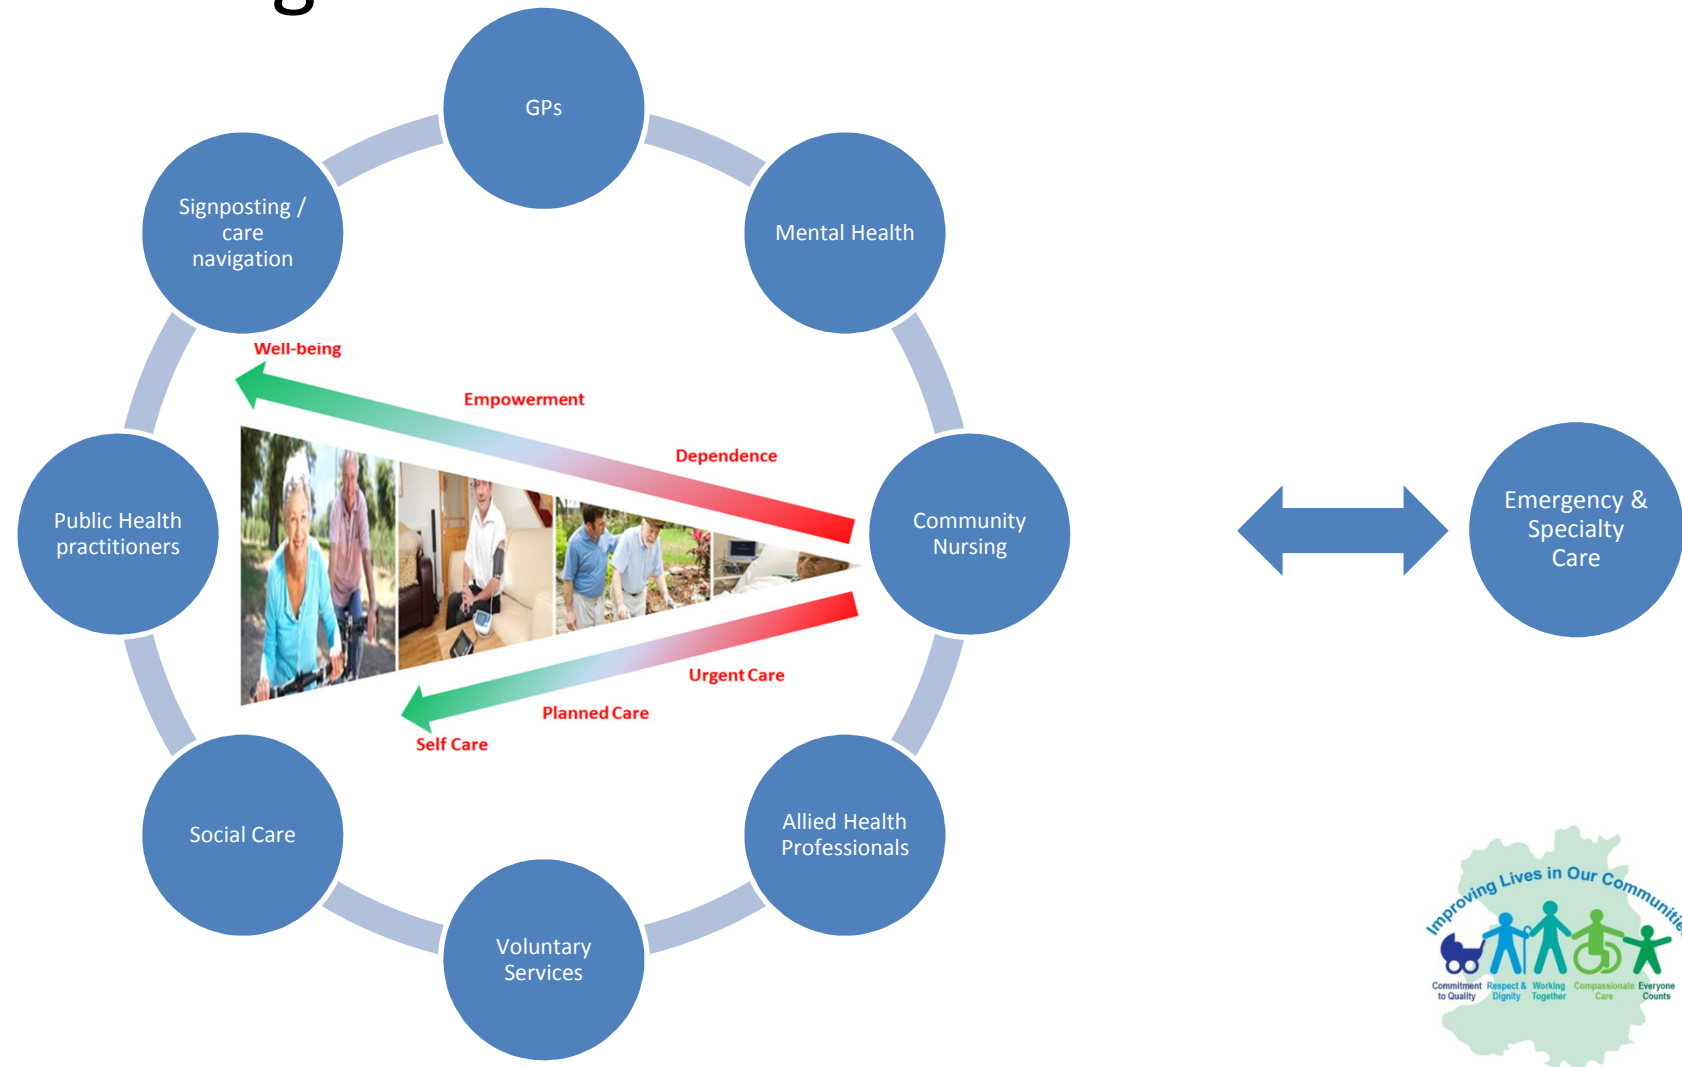 GPs
Signposting /
care
navigation
Mental Health
Well-being
Empowerment
Dependence
Public Health
practitioners
Community
Nursing
Emergency &
Specialty
Care
Urgent Care
Planned Care
Self Care
Social Care
Allied Health
Professionals
Voluntary
Services
Improving Lives in Our Communities
Commitment
to Quality
Respect &
Dignity
Working
Together
Compassionate
Care
Everyone
Counts